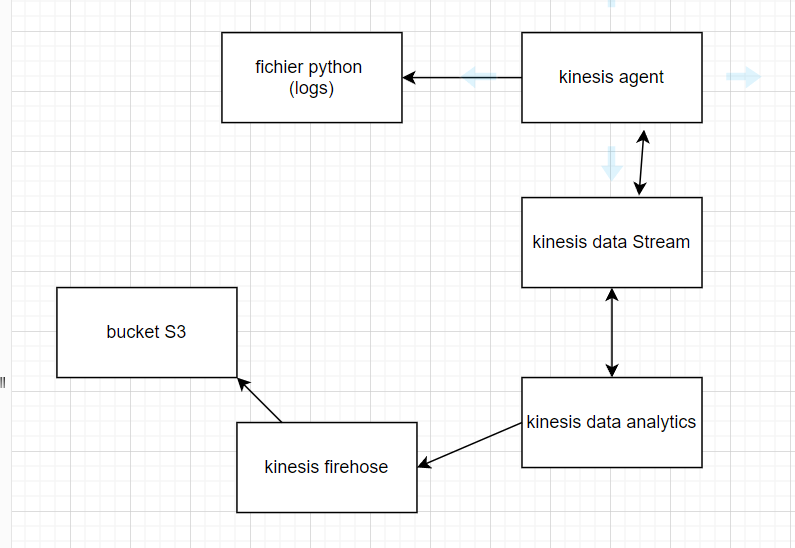 fichier python
(logs)
kinesis agent
kinesis data Stream
bucket S3
kinesis data analytics
kinesis firehose